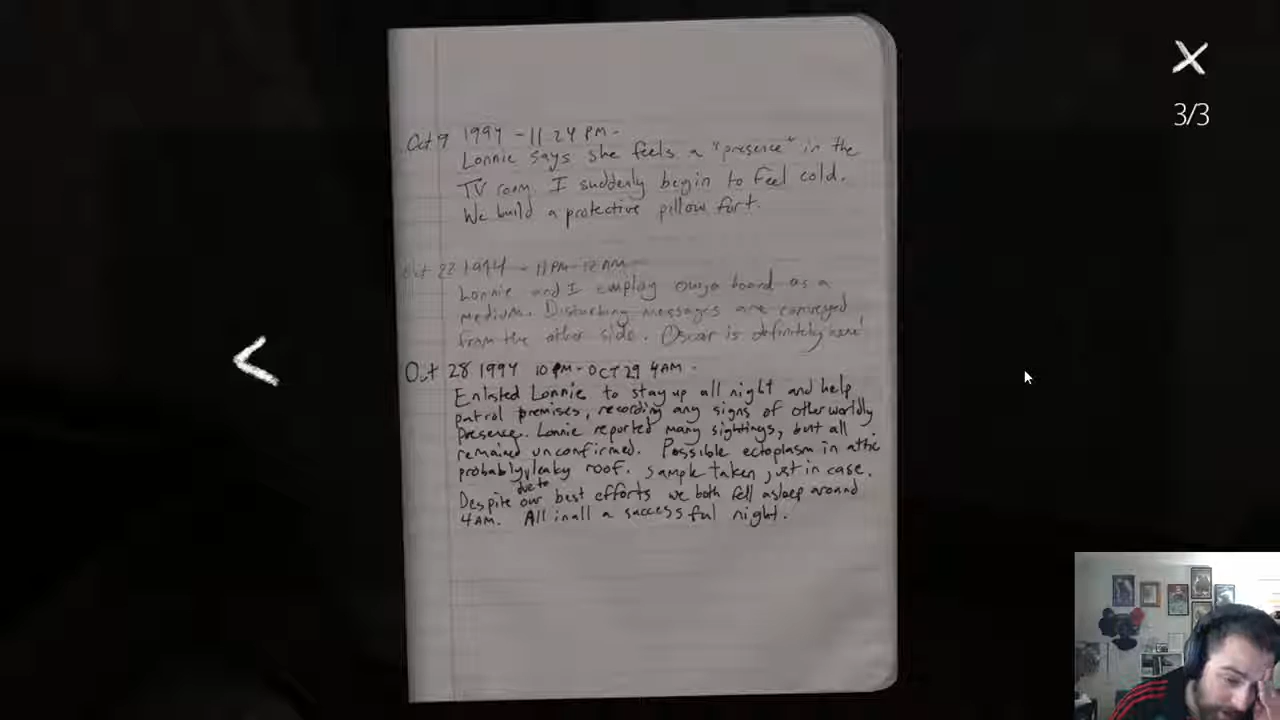 3/3
Oct 9 1994 - 11 24 PM -
Lonnie says she feels a "presence" in the
TV room I suddenly begin to feel cold.
We build a protective pillow fort.
Oct 22 1994 - 11 PM - 12 AM
Lonnie and I employ ouija board as a
medium. Disturbing messages are conveyed
from the other side. Oscar is definitely
Oct 28 1994 10 PM - OCT 29 4AM -
Enlisted Lonnie to stay up all night and help
patrol premises, recording any signs of otherworldly
presence. Lonnie reported many sightings, but all
remained unconfirmed. Possible ectoplasm in attic
probably due to leaky roof. Sample taken just in case.
Despite our best efforts we both fell asleep around
4AM. All in all a successful night.